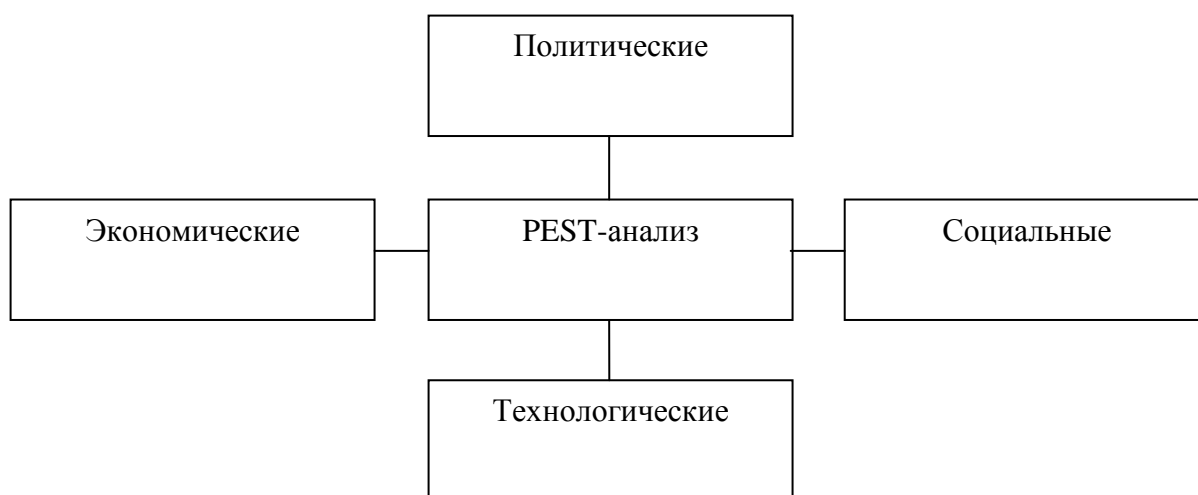 Политические
Экономические
PEST-анализ
Социальные
Технологические